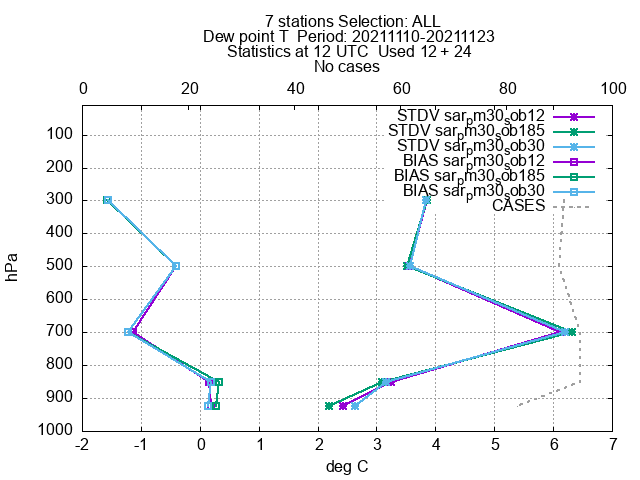 7 stations Selection: ALL
Dew point T  Period: 20211110-20211123
Statistics at 12 UTC  Used 12 + 24
No cases
0 20 40 60 80 100
STDV sar_pm30_sob12
STDV sar_pm30_sob185
STDV sar_pm30_sob30
BIAS sar_pm30_sob12
BIAS sar_pm30_sob185
BIAS sar_pm30_sob30
CASES
100
200
300
400
500
600
700
800
900
1000
hPa
-2 -1 0 1 2 3 4 5 6 7
deg C